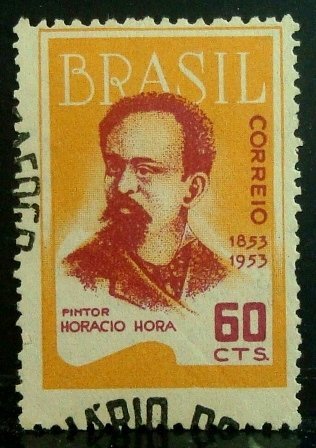 BRASIL
CORREIO
1853
1953
PINTOR
HORACIO HORA
60
CTS.